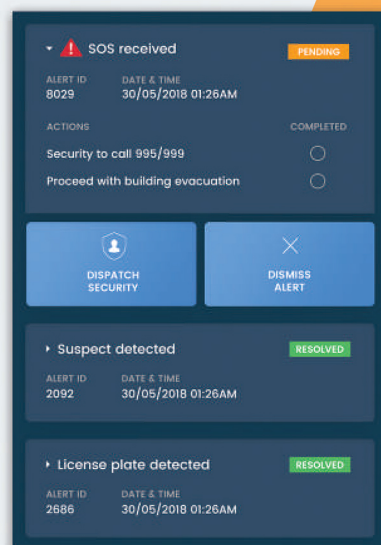 SOS received
PENDING
ALERT ID DATE & TIME
8029 30/05/2018 01:26AM
ACTIONS COMPLETED
Security to call 995/999
Proceed with building evacuation
DISPATCH
SECURITY
DISMISS
ALERT
Suspect detected
RESOLVED
ALERT ID DATE & TIME
2092 30/05/2018 01:26AM
License plate detected
RESOLVED
ALERT ID DATE & TIME
2686 30/05/2018 01:26AM